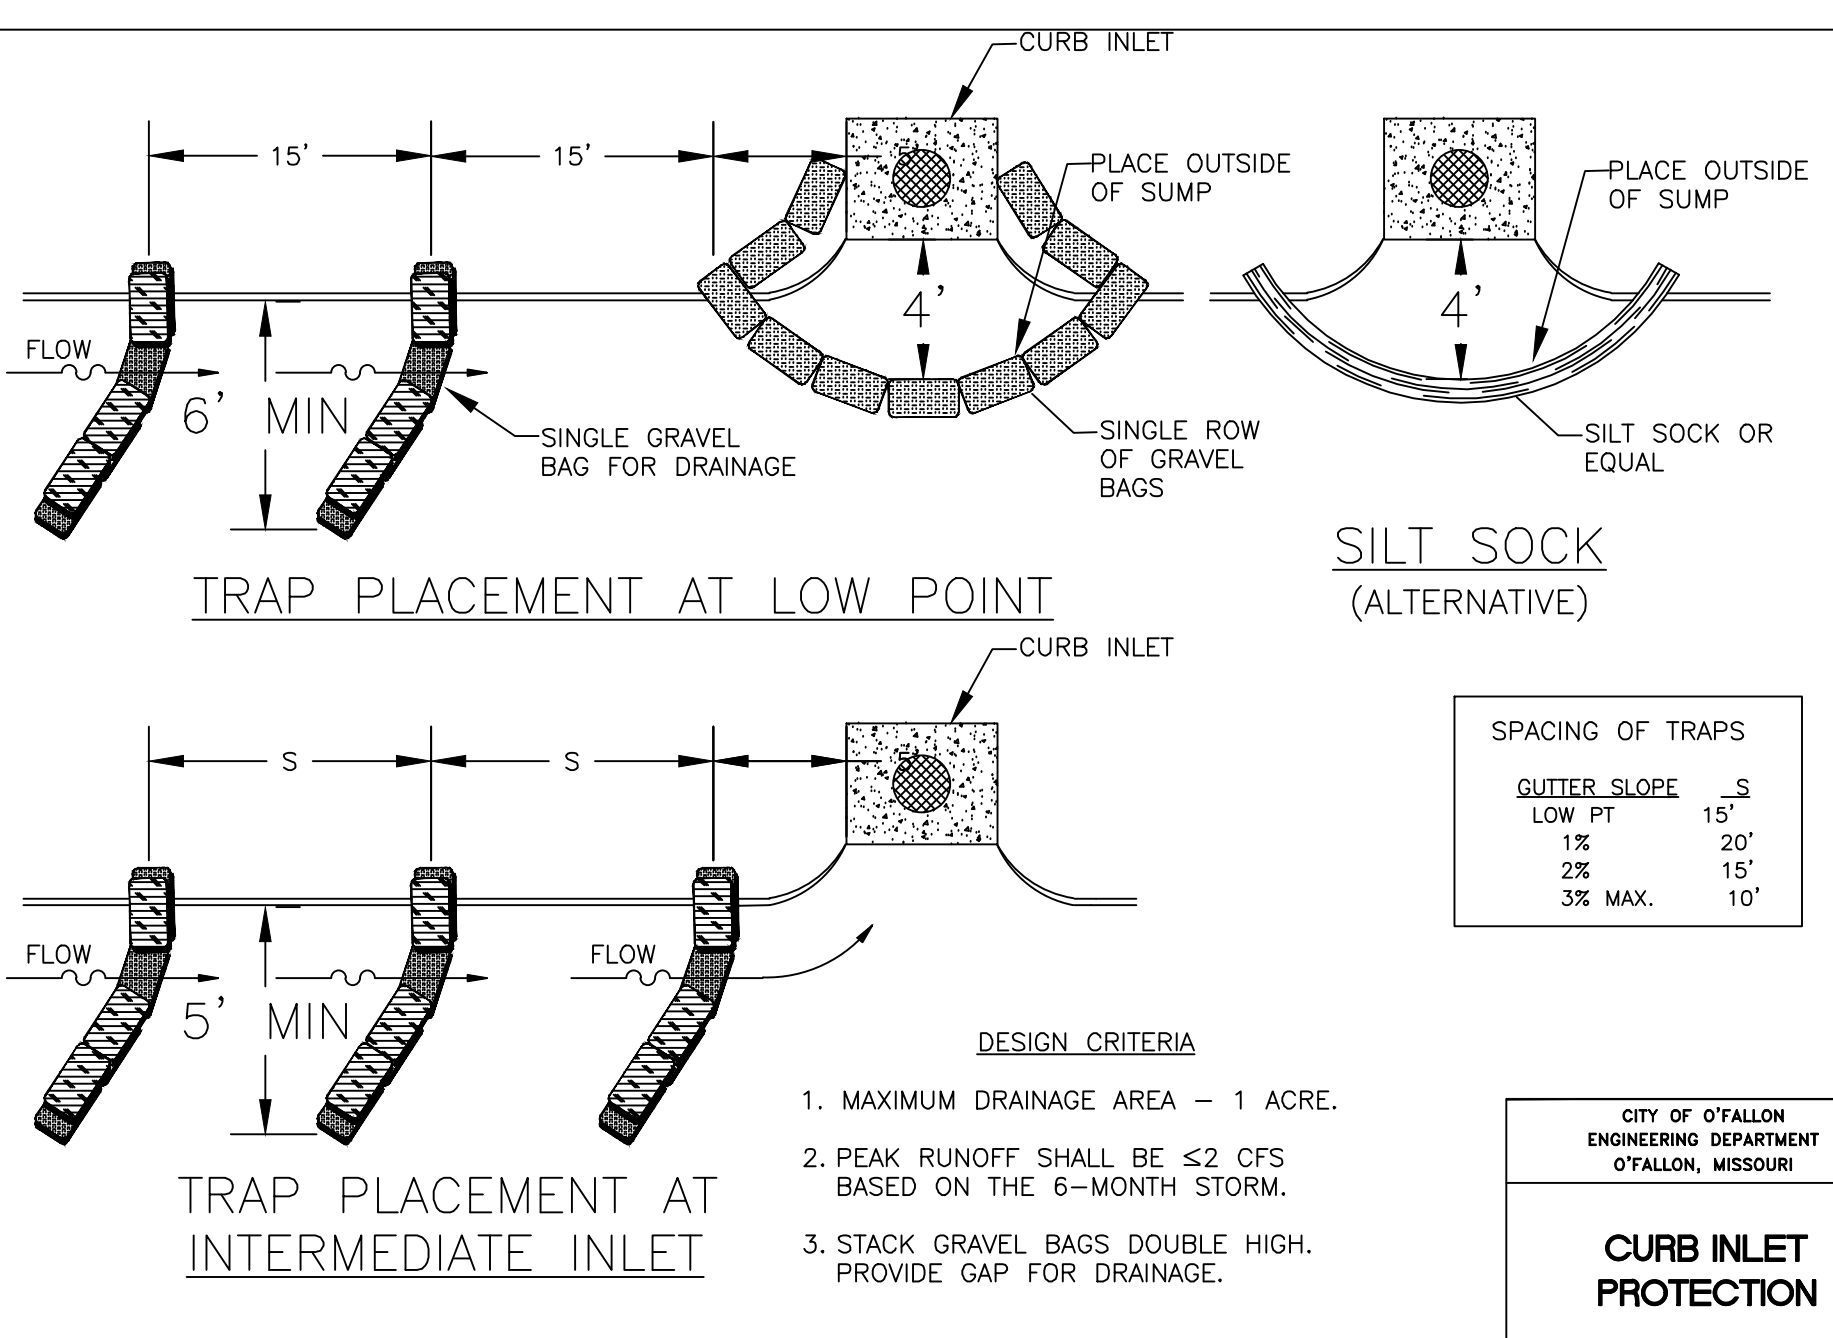 CURB INLET
15'
15'
5'
PLACE OUTSIDE
OF SUMP
PLACE OUTSIDE
OF SUMP
4'
4'
FLOW
6' MIN
SINGLE GRAVEL
BAG FOR DRAINAGE
SINGLE ROW
OF GRAVEL
BAGS
SILT SOCK OR
EQUAL
TRAP PLACEMENT AT LOW POINT
SILT SOCK
(ALTERNATIVE)
CURB INLET
S
S
5'
SPACING OF TRAPS
GUTTER SLOPE S
LOW PT 15'
1% 20'
2% 15'
3% MAX. 10'
FLOW
FLOW
5' MIN
TRAP PLACEMENT AT
INTERMEDIATE INLET
DESIGN CRITERIA
1. MAXIMUM DRAINAGE AREA – 1 ACRE.
2. PEAK RUNOFF SHALL BE ≤2 CFS
BASED ON THE 6–MONTH STORM.
3. STACK GRAVEL BAGS DOUBLE HIGH.
PROVIDE GAP FOR DRAINAGE.
CITY OF O'FALLON
ENGINEERING DEPARTMENT
O'FALLON, MISSOURI
CURB INLET
PROTECTION